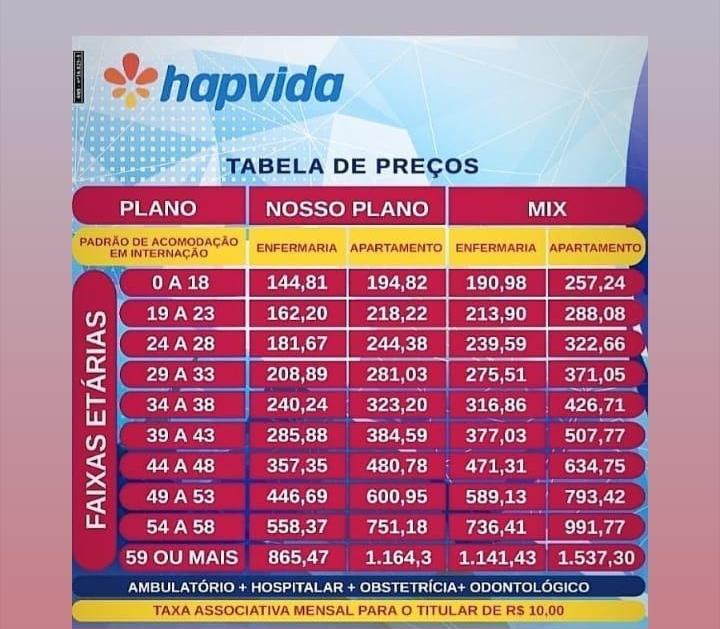 hapvida
TABELA DE PREÇOS
PLANO NOSSO PLANO MIX
PADRÃO DE ACOMODAÇÃO
EM INTERNAÇÃO
ENFERMARIA APARTAMENTO ENFERMARIA APARTAMENTO
FAIXAS ETÁRIAS
0 A 18 144,81 194,82 190,98 257,24
19 A 23 162,20 218,22 213,90 288,08
24 A 28 181,67 244,38 239,59 322,66
29 A 33 208,89 281,03 275,51 371,05
34 A 38 240,24 323,20 316,86 426,71
39 A 43 285,88 384,59 377,03 507,77
44 A 48 357,35 480,78 471,31 634,75
49 A 53 446,69 600,95 589,13 793,42
54 A 58 558,37 751,18 736,41 991,77
59 OU MAIS 865,47 1.164,3 1.141,43 1.537,30
AMBULATÓRIO + HOSPITALAR + OBSTETRÍCIA+ ODONTOLÓGICO
TAXA ASSOCIATIVA MENSAL PARA O TITULAR DE R$ 10,00